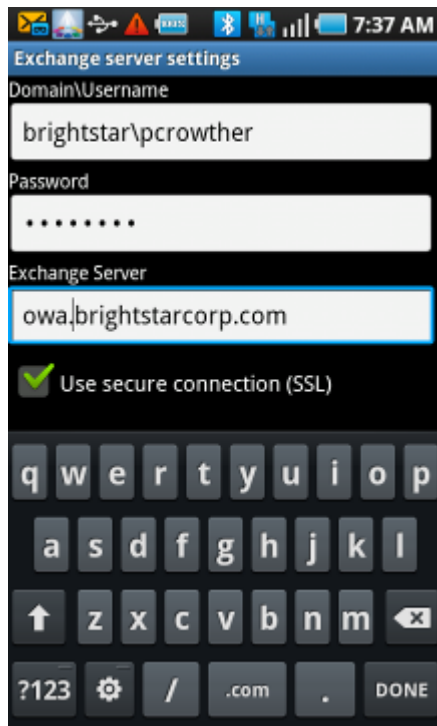 7:37 AM
Exchange server settings
Domain\Username
brightstar\pcrowther
Password
••••••••
Exchange Server
owa.brightstarcorp.com
Use secure connection (SSL)
q w e r t y u i o p
a s d f g h j k l
z x c v b n m
?123 / .com . DONE